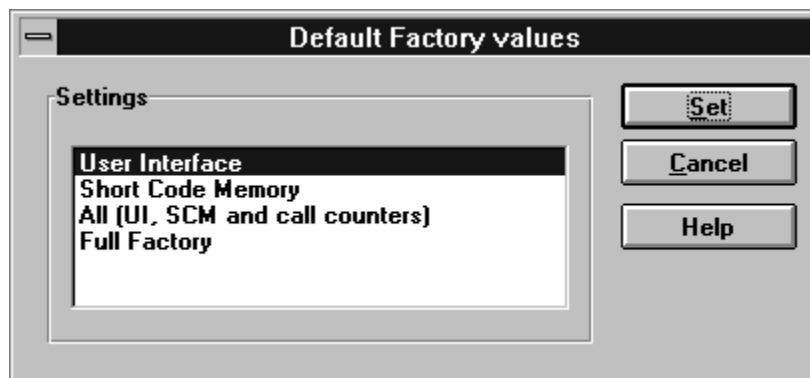 Default Factory values
Settings
User Interface
Short Code Memory
All (UI, SCM and call counters)
Full Factory
Set
Cancel
Help